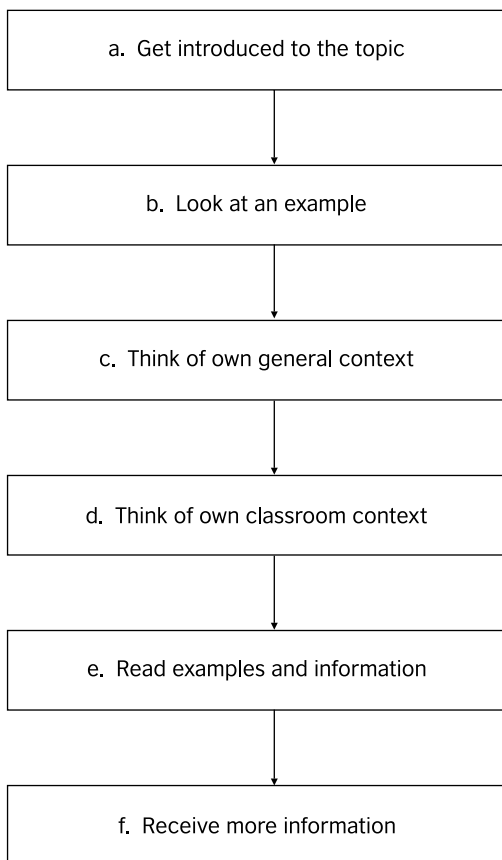 a. Get introduced to the topic
b. Look at an example
c. Think of own general context
d. Think of own classroom context
e. Read examples and information
f. Receive more information